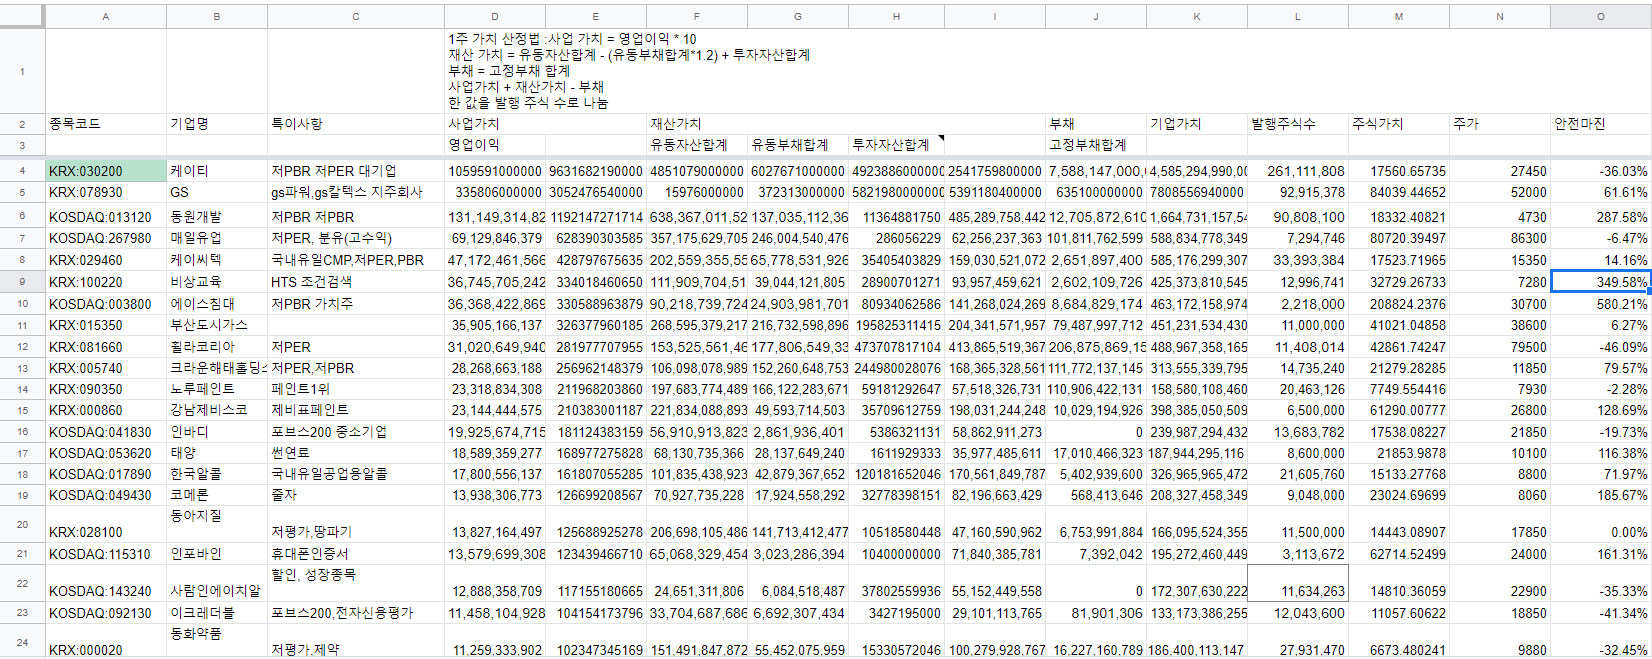 A B C D E F G H I J K L M N O
1 1주 가치 산정법 :사업 가치 = 영업이익 * 10
재산 가치 = 유동자산합계 - (유동부채합계*1.2) + 투자자산합계
부채 = 고정부채 합계
사업가치 + 재산가치 - 부채
한 값을 발행 주식 수로 나눔
2 종목코드 기업명 특이사항 사업가치 재산가치 부채 기업가치 발행주식수 주식가치 주가 안전마진
3 영업이익 유동자산합계 유동부채합계 투자자산합계 고정부채합계
4 KRX:030200 케이티 저PBR 저PER 대기업 1059591000000 9631682190000 4851079000000 6027671000000 4923886000000 2541759800000 7,588,147,000, 4,585,294,990,00 261,111,808 17560.65735 27450 -36.03%
5 KRX:078930 GS gs파워,gs칼텍스 지주회사 335806000000 3052476540000 15976000000 372313000000 5821980000000 5391180400000 635100000000 7808556940000 92,915,378 84039.44652 52000 61.61%
6 KOSDAQ:013120 동원개발 저PBR 저PBR 131,149,314,82 1192147271714 638,367,011,52 137,035,112,36 11364881750 485,289,758,442 12,705,872,610 1,664,731,157,54 90,808,100 18332.40821 4730 287.58%
7 KOSDAQ:267980 매일유업 저PER, 분유(고수익) 69,129,846,379 628390303585 357,175,629,705 246,004,540,476 286056229 62,256,237,363 101,811,762,599 588,834,778,349 7,294,746 80720.39497 86300 -6.47%
8 KRX:029460 케이씨텍 국내유일CMP,저PER,PBR 47,172,461,566 428797675635 202,559,355,55 65,778,531,926 35405403829 159,030,521,072 2,651,897,400 585,176,299,307 33,393,384 17523.71965 15350 14.16%
9 KRX:100220 비상교육 HTS 조건검색 36,745,705,242 334018460650 111,909,704,51 39,044,121,805 28900701271 93,957,459,621 2,602,109,726 425,373,810,545 12,996,741 32729.26733 7280 349.58%
10 KOSDAQ:003800 에이스침대 저PBR 가치주 36,368,422,869 330588963879 90,218,739,724 24,903,981,701 80934062586 141,268,024,269 8,684,829,174 463,172,158,974 2,218,000 208824.2376 30700 580.21%
11 KRX:015350 부산도시가스 35,905,166,137 326377960185 268,595,379,217 216,732,598,896 195825311415 204,341,571,957 79,487,997,712 451,231,534,430 11,000,000 41021.04858 38600 6.27%
12 KRX:081660 휠라코리아 저PER 31,020,649,940 281977707955 153,525,561,46 177,806,549,33 473707817104 413,865,519,367 206,875,869,15 488,967,358,165 11,408,014 42861.74247 79500 -46.09%
13 KRX:005740 크라운해태홀딩스 저PER,저PBR 28,268,663,188 256962148379 106,098,078,989 152,260,648,753 244980028076 168,365,328,561 111,772,137,145 313,555,339,795 14,735,240 21279.28285 11850 79.57%
14 KRX:090350 노루페인트 페인트1위 23,318,834,308 211968203860 197,683,774,489 166,122,283,671 59181292647 57,518,326,731 110,906,422,131 158,580,108,460 20,463,126 7749.554416 7930 -2.28%
15 KRX:000860 강남제비스코 제비표페인트 23,144,444,575 210383001187 221,834,088,893 49,593,714,503 35709612759 198,031,244,248 10,029,194,926 398,385,050,509 6,500,000 61290.00777 26800 128.69%
16 KOSDAQ:041830 인바디 포브스200 중소기업 19,925,674,715 181124383159 56,910,913,823 2,861,936,401 5386321131 58,862,911,273 0 239,987,294,432 13,683,782 17538.08227 21850 -19.73%
17 KOSDAQ:053620 태양 썬연료 18,589,359,277 168977275828 68,130,735,366 28,137,649,240 1611929333 35,977,485,611 17,010,466,323 187,944,295,116 8,600,000 21853.9878 10100 116.38%
18 KOSDAQ:017890 한국알콜 국내유일공업용알콜 17,800,556,137 161807055285 101,835,438,923 42,879,367,652 120181652046 170,561,849,787 5,402,939,600 326,965,965,472 21,605,760 15133.27768 8800 71.97%
19 KOSDAQ:049430 코메론 줄자 13,938,306,773 126699208567 70,927,735,228 17,924,558,292 32778398151 82,196,663,429 568,413,646 208,327,458,349 9,048,000 23024.69699 8060 185.67%
20 KRX:028100 동아지질 저평가,땅파기 13,827,164,497 125688925278 206,698,105,486 141,713,412,477 10518580448 47,160,590,962 6,753,991,884 166,095,524,355 11,500,000 14443.08907 17850 0.00%
21 KOSDAQ:115310 인포바인 휴대폰인증서 13,579,699,308 123439466710 65,068,329,454 3,023,286,394 10400000000 71,840,385,781 7,392,042 195,272,460,449 3,113,672 62714.52499 24000 161.31%
22 KOSDAQ:143240 사람인에이치알 할인, 성장종목 12,888,358,709 117155180665 24,651,311,806 6,084,518,487 37802559936 55,152,449,558 0 172,307,630,222 11,634,263 14810.36059 22900 -35.33%
23 KOSDAQ:092130 이크레더블 포브스200,전자신용평가 11,458,104,928 104154173796 33,704,687,686 6,692,307,434 3427195000 29,101,113,765 81,901,306 133,173,386,255 12,043,600 11057.60622 18850 -41.34%
24 KRX:000020 동화약품 저평가,제약 11,259,333,902 102347345169 151,491,847,872 55,452,075,959 15330572046 100,279,928,767 16,227,160,789 186,400,113,147 27,931,470 6673.480241 9880 -32.45%